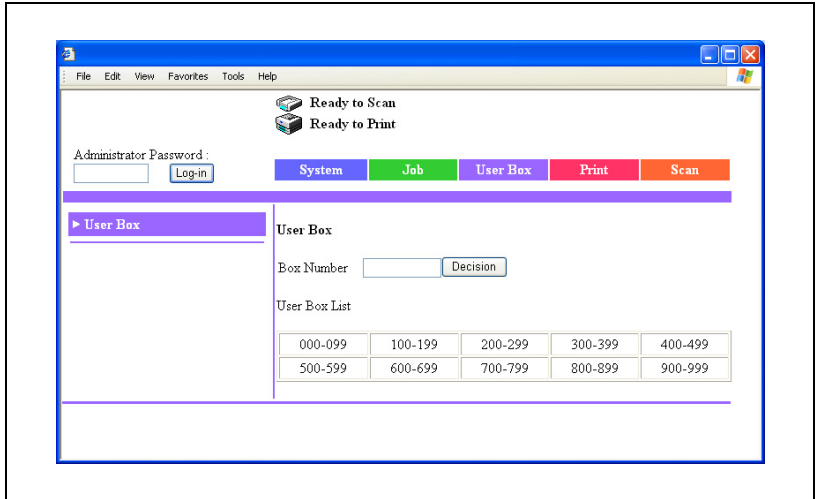 File Edit View Favorites Tools Help
Ready to Scan
Ready to Print
Administrator Password :
Log-in
System Job User Box Print Scan
User Box
User Box
Box Number Decision
User Box List
000-099 100-199 200-299 300-399 400-499
500-599 600-699 700-799 800-899 900-999